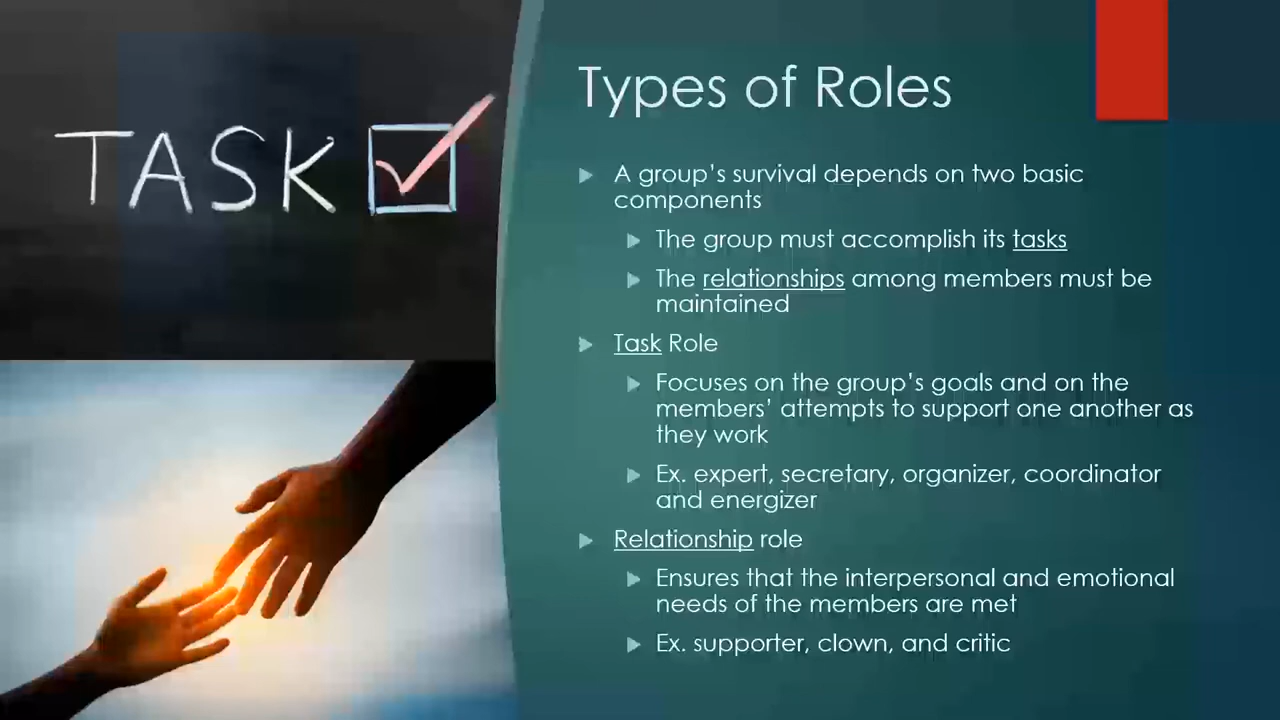 TASK
Types of Roles
A group's survival depends on two basic
components
The group must accomplish its tasks
The relationships among members must be
maintained
Task Role
Focuses on the group's goals and on the
members' attempts to support one another as
they work
Ex. expert, secretary, organizer, coordinator
and energizer
Relationship role
Ensures that the interpersonal and emotional
needs of the members are met
Ex. supporter, clown, and critic